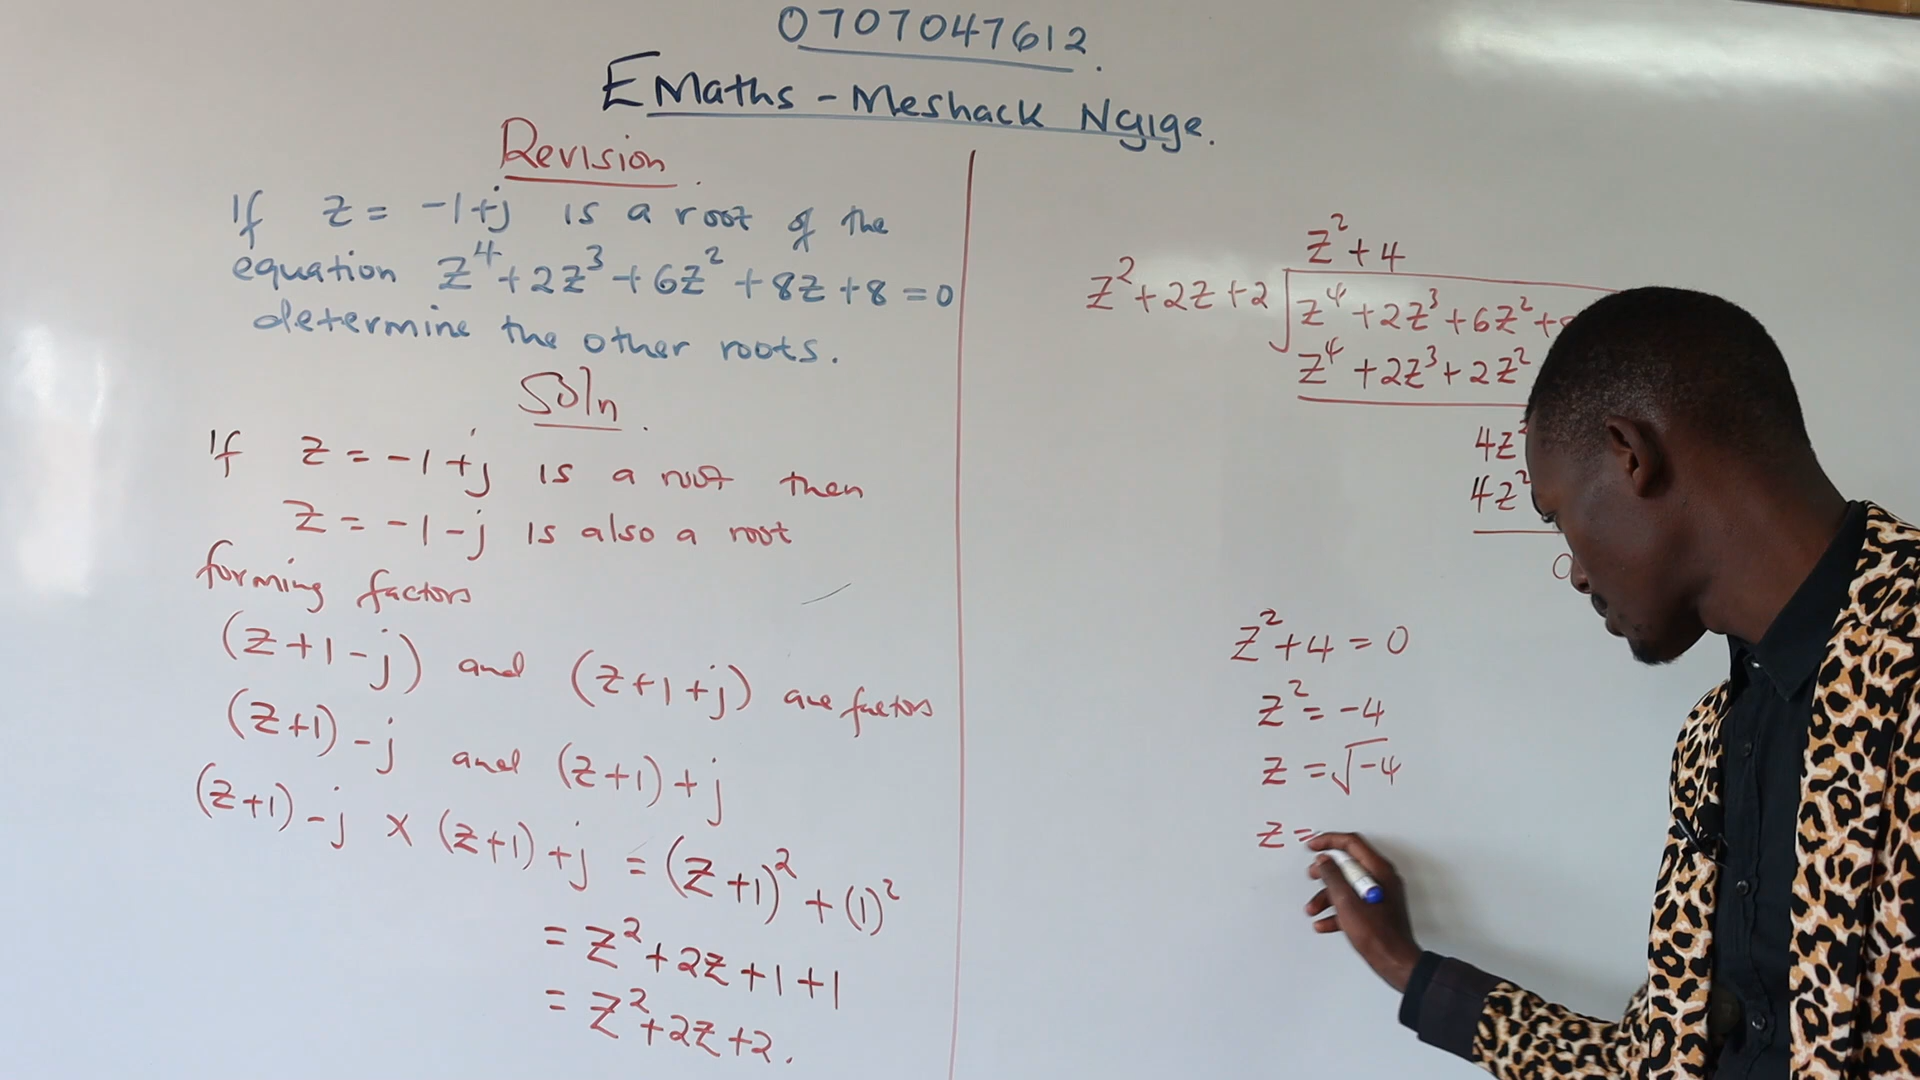 0707047612.
EMaths - Meshack Ngige.
Revision
If z = -1+j is a root of the
equation z⁴+2z³+6z²+8z+8=0
determine the other roots.
Soln.
If z = -1+j is a root then
z = -1-j is also a root
forming factors
(z+1-j) and (z+1+j) are factors
(z+1)-j and (z+1)+j
(z+1)-j x (z+1)+j = (z+1)²+(1)²
= z²+2z+1+1
= z²+2z+2.
z²+4
z²+2z+2 z⁴+2z³+6z²+
z⁴+2z³+2z²
4z²
4z²
0
z²+4=0
z²=-4
z=√-4
z=